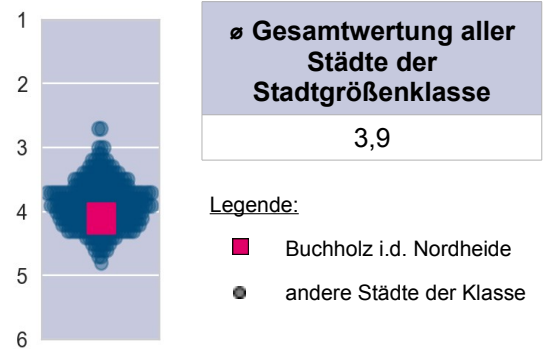 1
2
3
4
5
6
⌀ Gesamtwertung aller
Städte der
Stadtgrößenklasse
3,9
Legende:
Buchholz i.d. Nordheide
andere Städte der Klasse